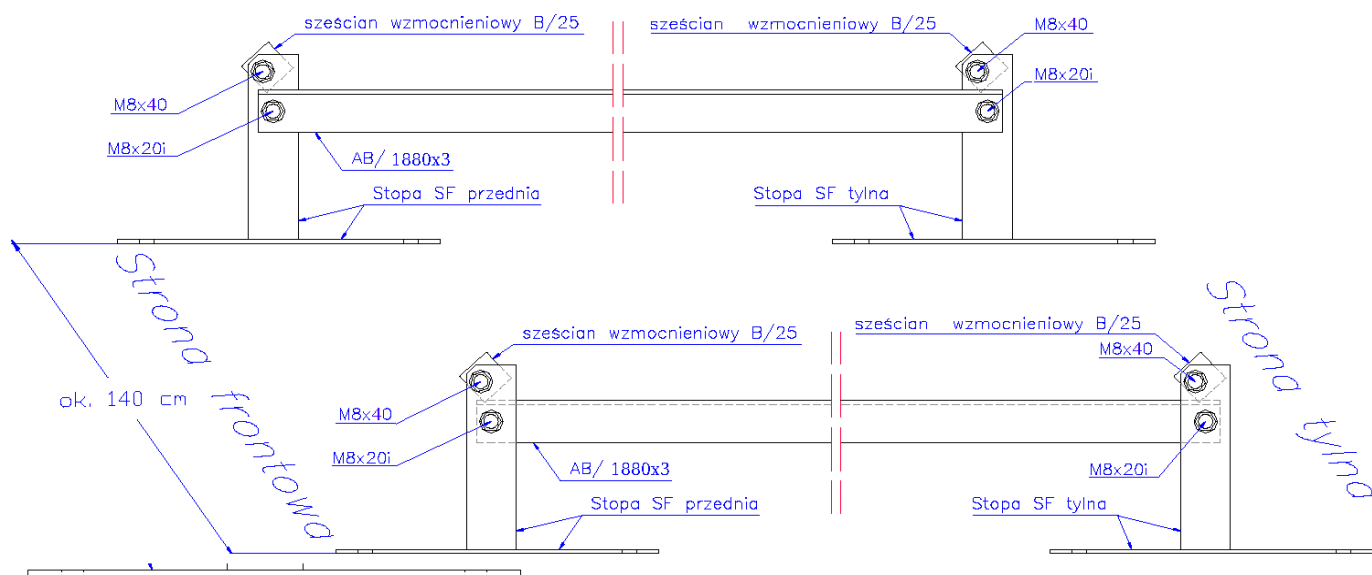 sześcian wzmocnieniowy B/25
sześcian wzmocnieniowy B/25
M8x40
M8x20i
M8x40
M8x20i
AB/ 1880x3
Stopa SF przednia
Stopa SF tylna
Strona frontowa
Strona tylna
ok. 140 cm
sześcian wzmocnieniowy B/25
sześcian wzmocnieniowy B/25
M8x40
M8x40
M8x20i
AB/ 1880x3
M8x20i
Stopa SF przednia
Stopa SF tylna